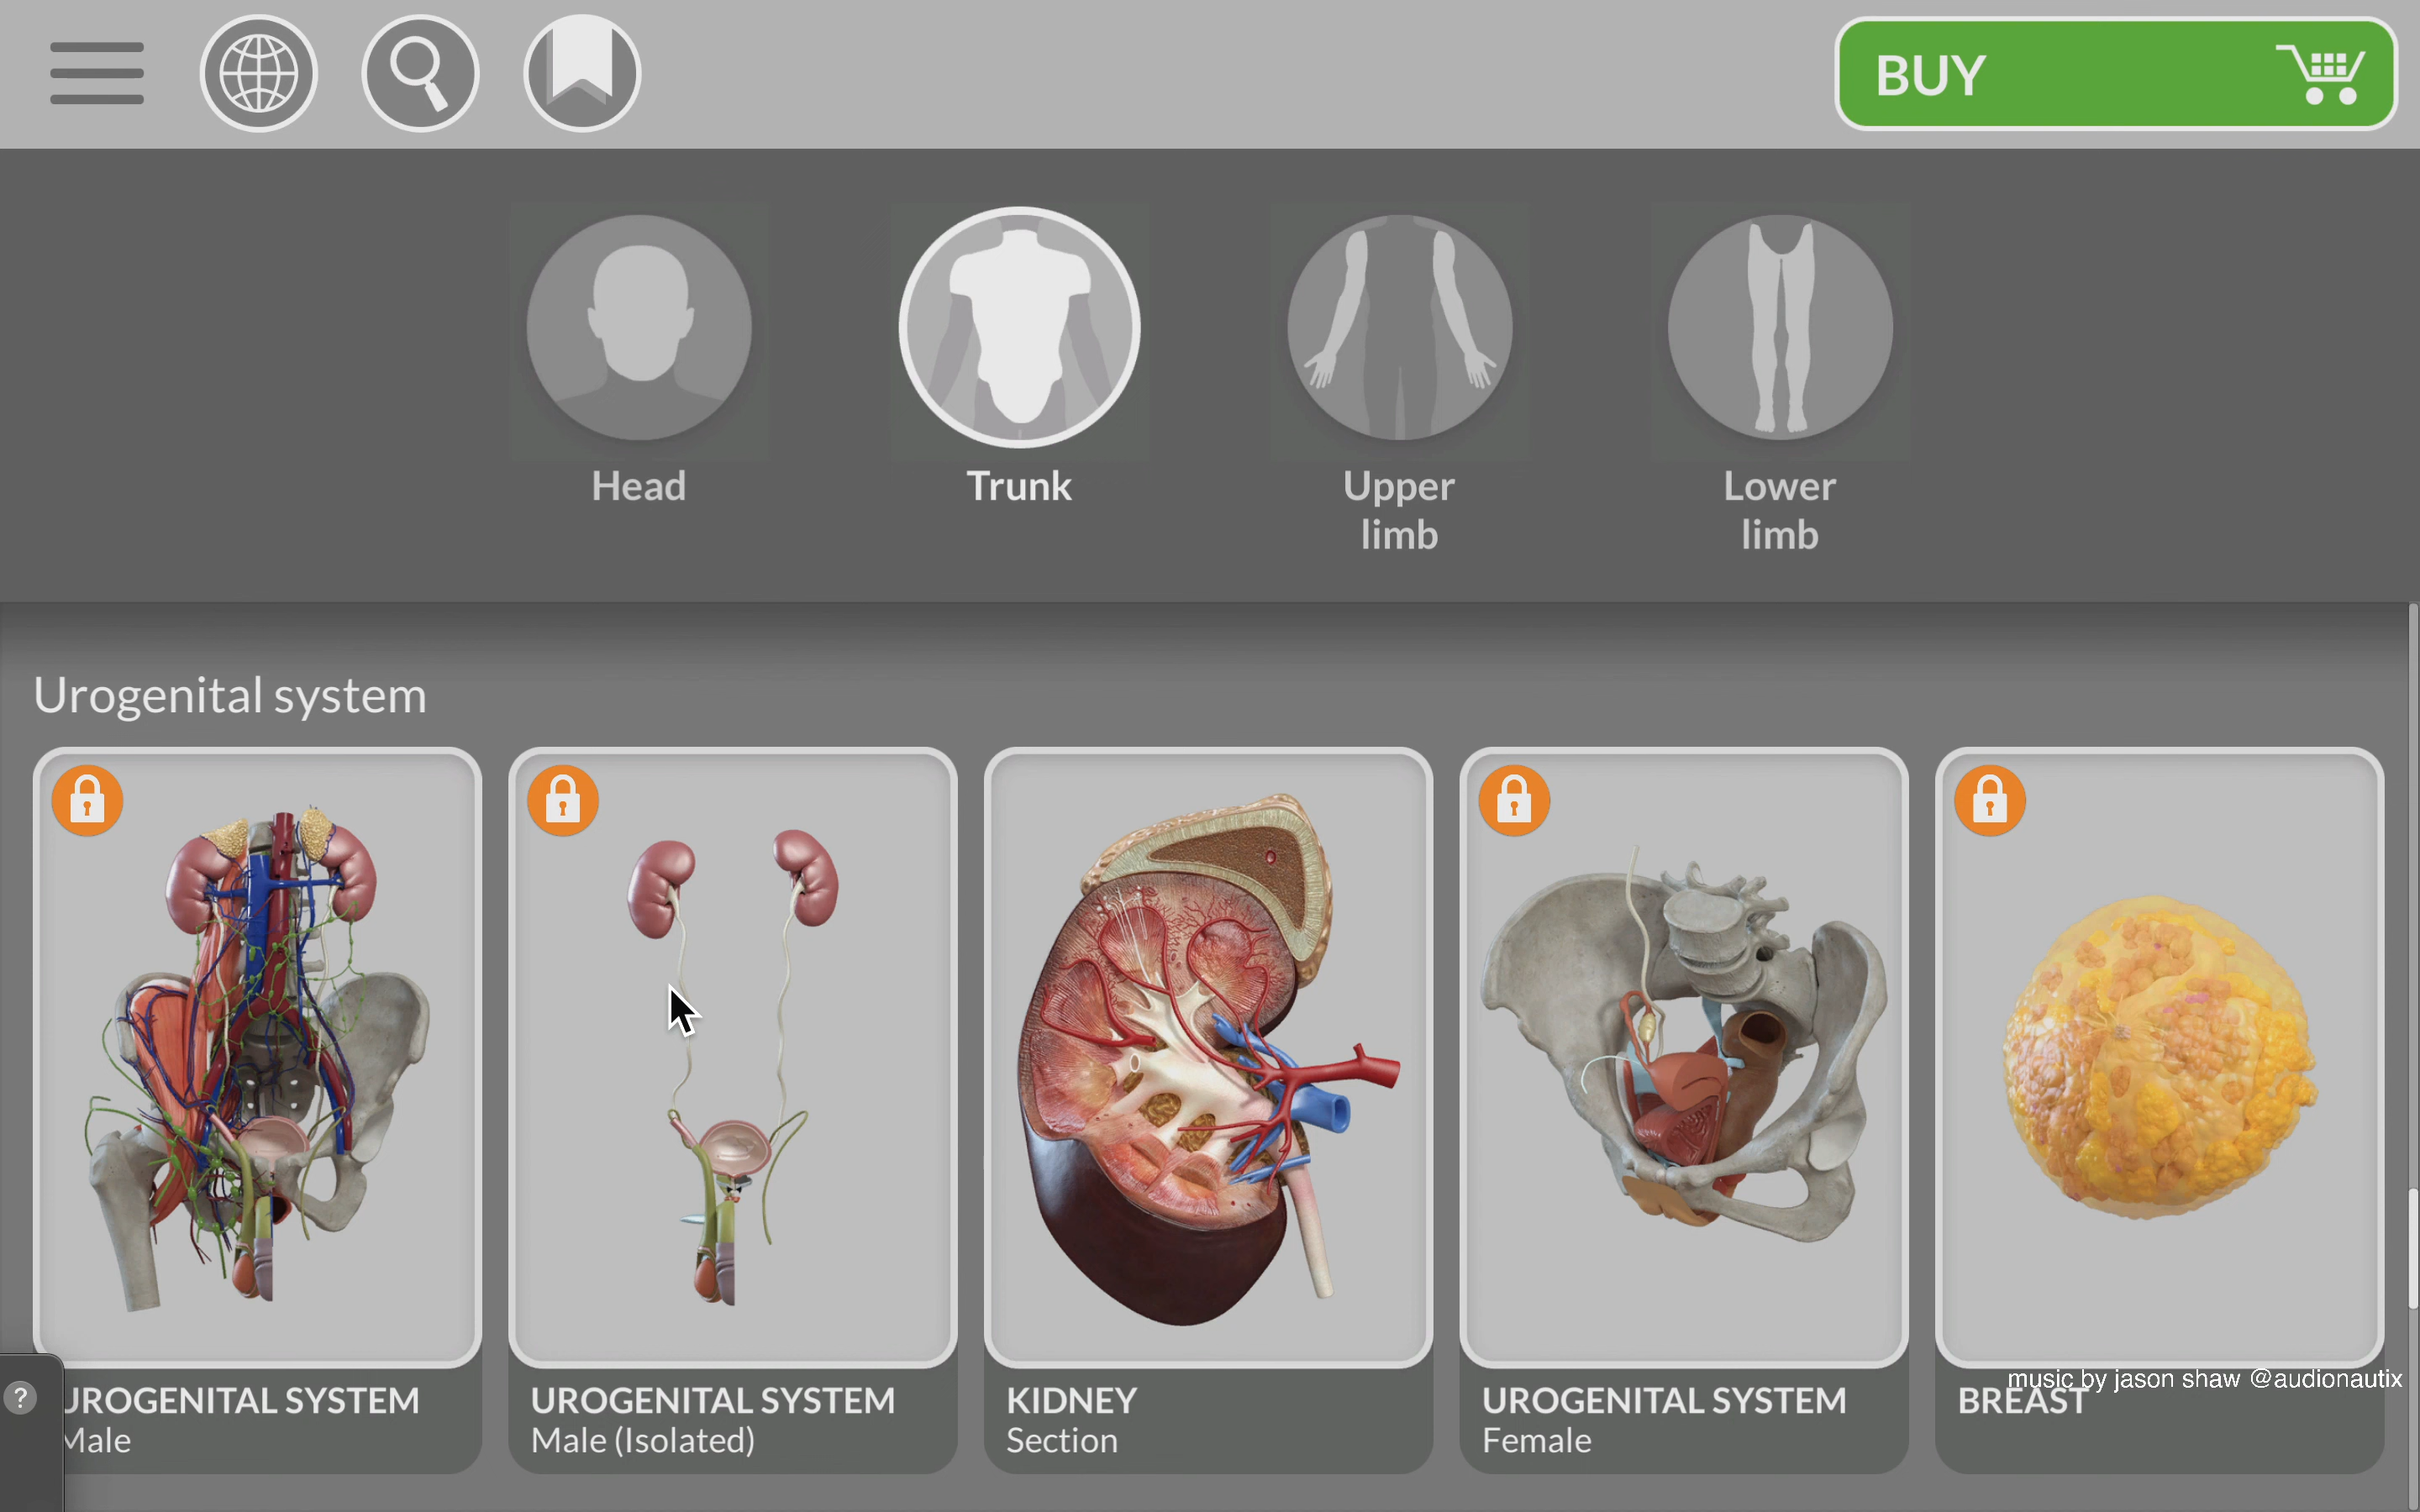 BUY
Head
Trunk
Upper
limb
Lower
limb
Urogenital system
UROGENITAL SYSTEM
Male
UROGENITAL SYSTEM
Male (Isolated)
KIDNEY
Section
UROGENITAL SYSTEM
Female
music by jason shaw @audionautix
BREAST
?